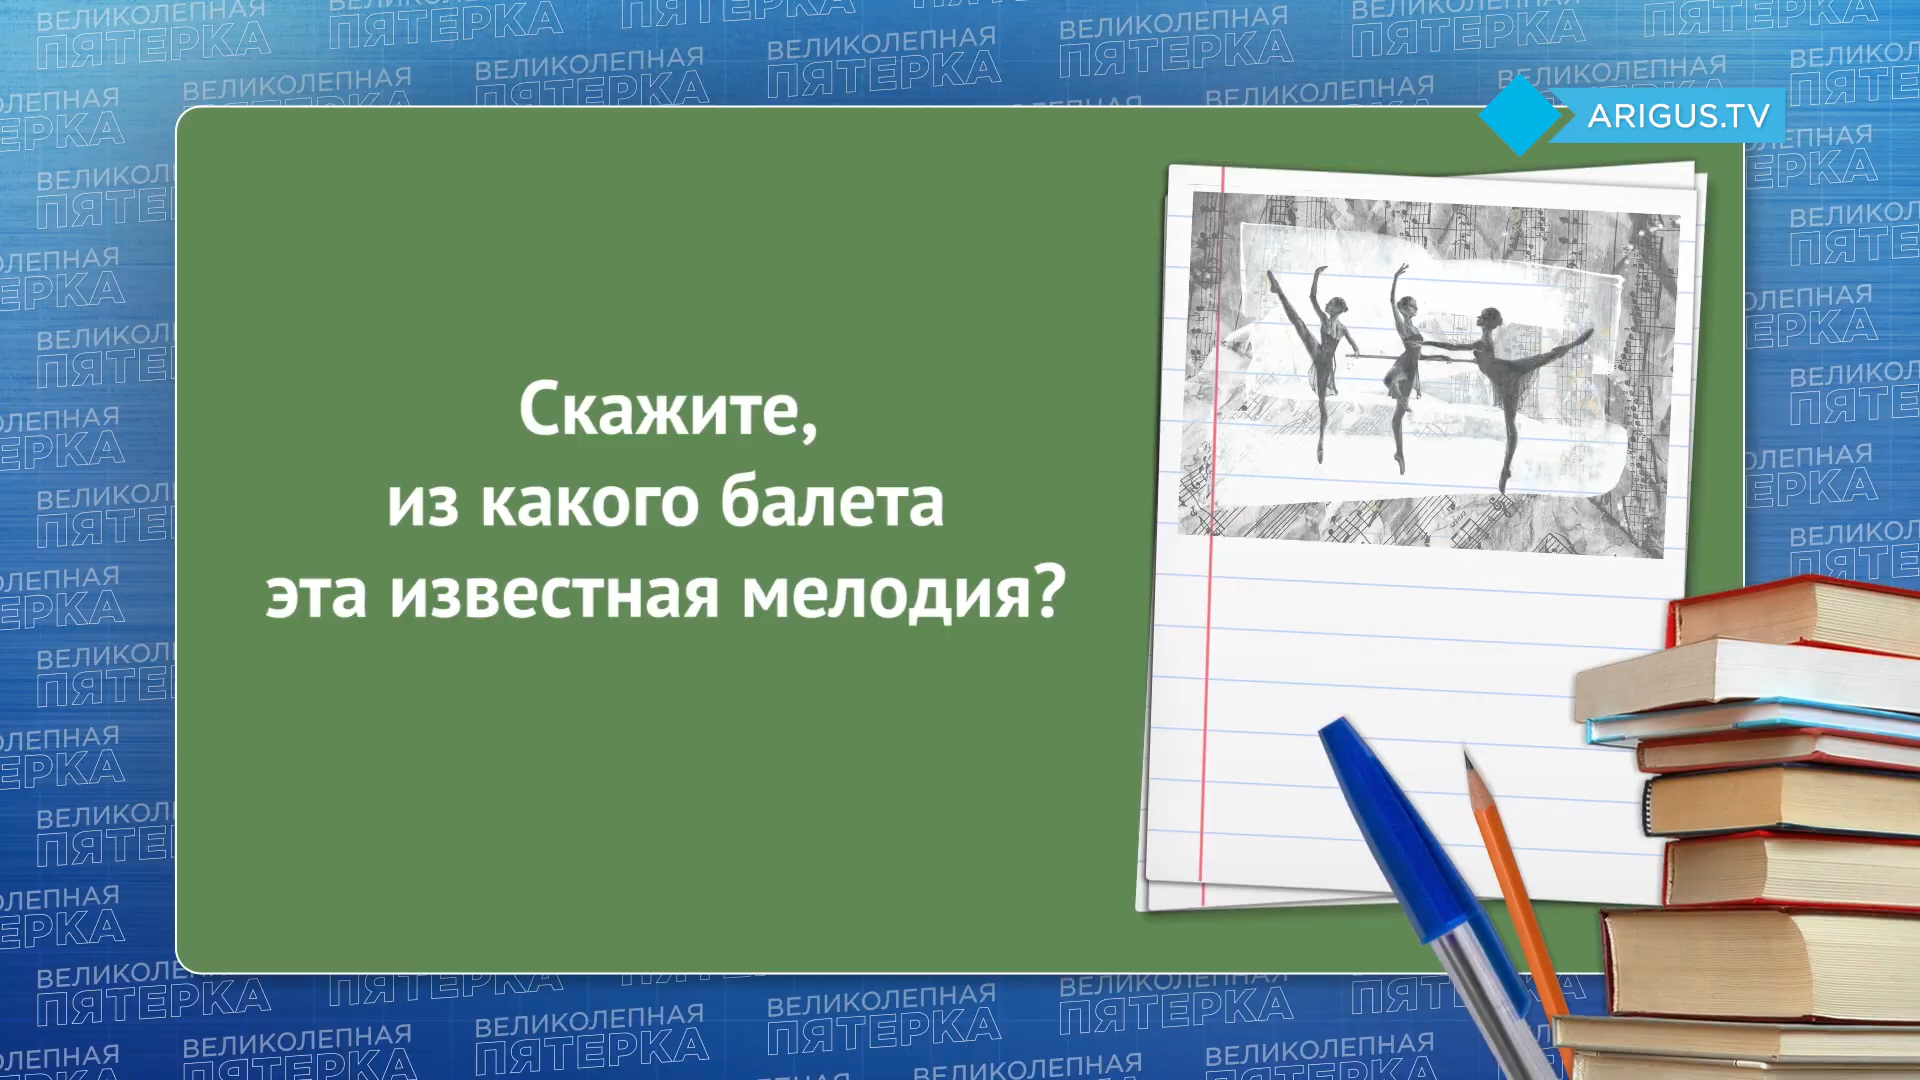 ВЕЛИКОЛЕПНАЯ
ПЯТЕРКА
ARIGUS.TV
Скажите,
из какого балета
эта известная мелодия?